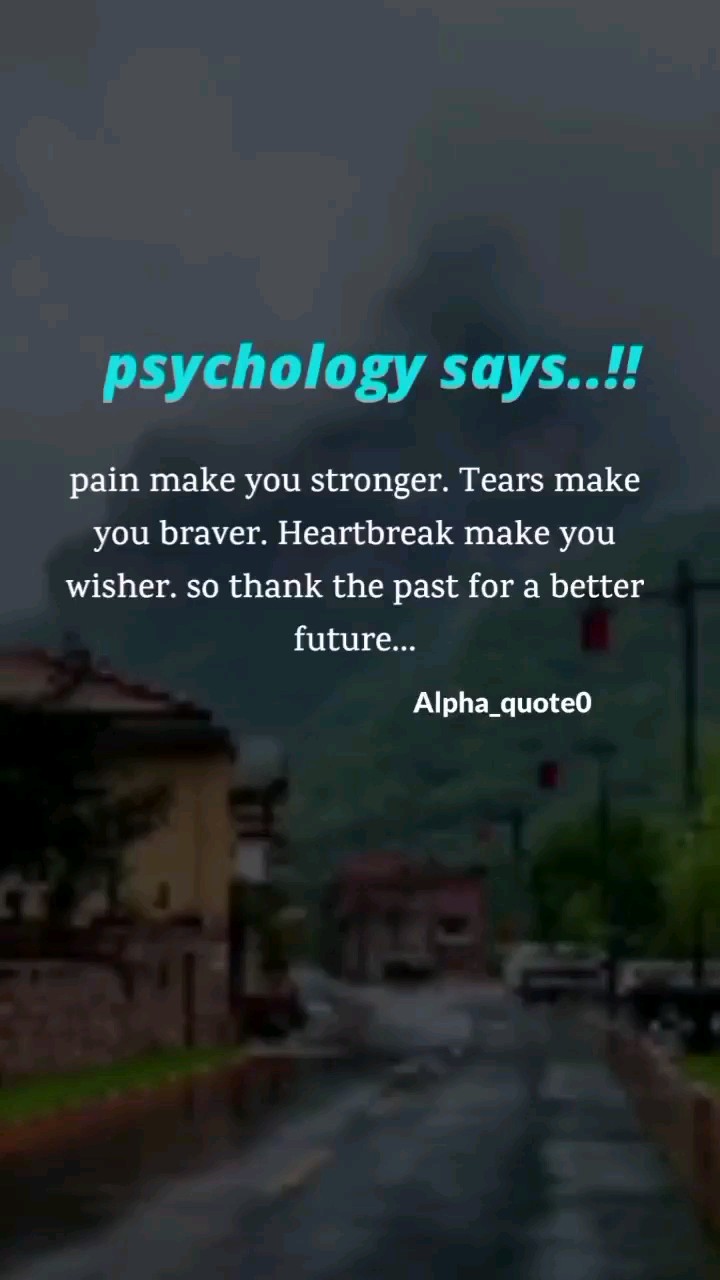 psychology says..!!
pain make you stronger. Tears make
you braver. Heartbreak make you
wisher. so thank the past for a better
future...
Alpha_quote0